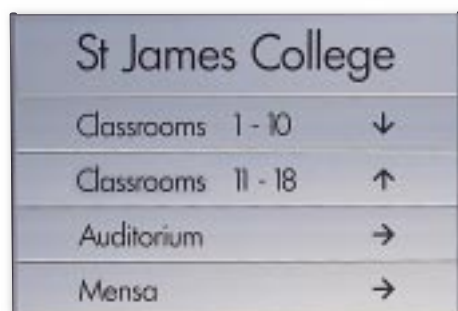 St James College
Classrooms 1 - 10 ↓
Classrooms 11 - 18 ↑
Auditorium →
Mensa →